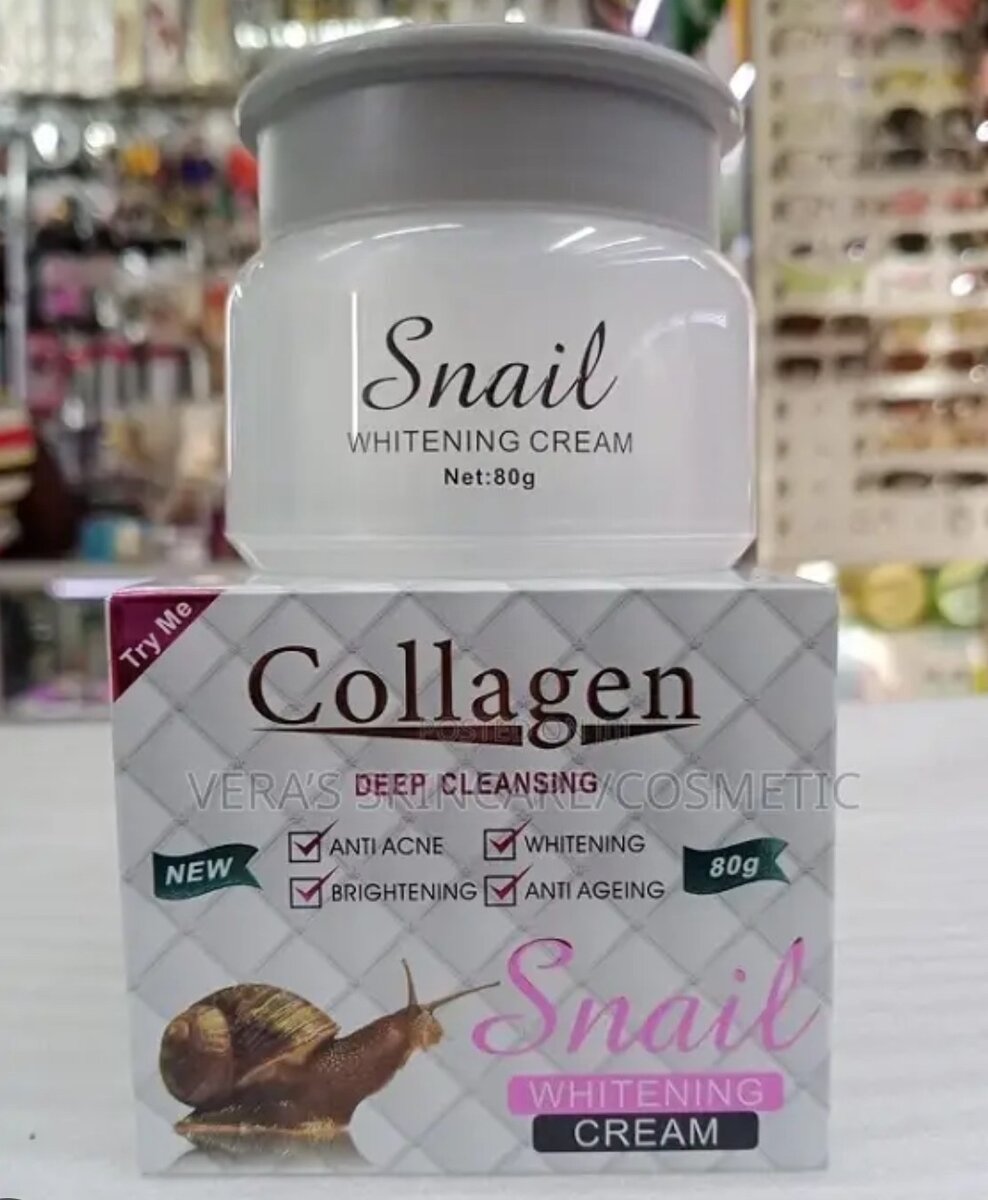 Snail
WHITENING CREAM
Net:80g
Try Me
Collagen
DEEP CLEANSING
VERA'S SKINCARE/COSMETIC
ANTI ACNE
WHITENING
BRIGHTENING
ANTI AGEING
NEW
80g
Snail
WHITENING
CREAM